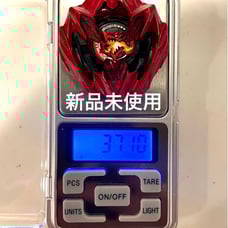 新品未使用
37.10
PCS
TARE
ON/OFF
UNITS
LIGHT